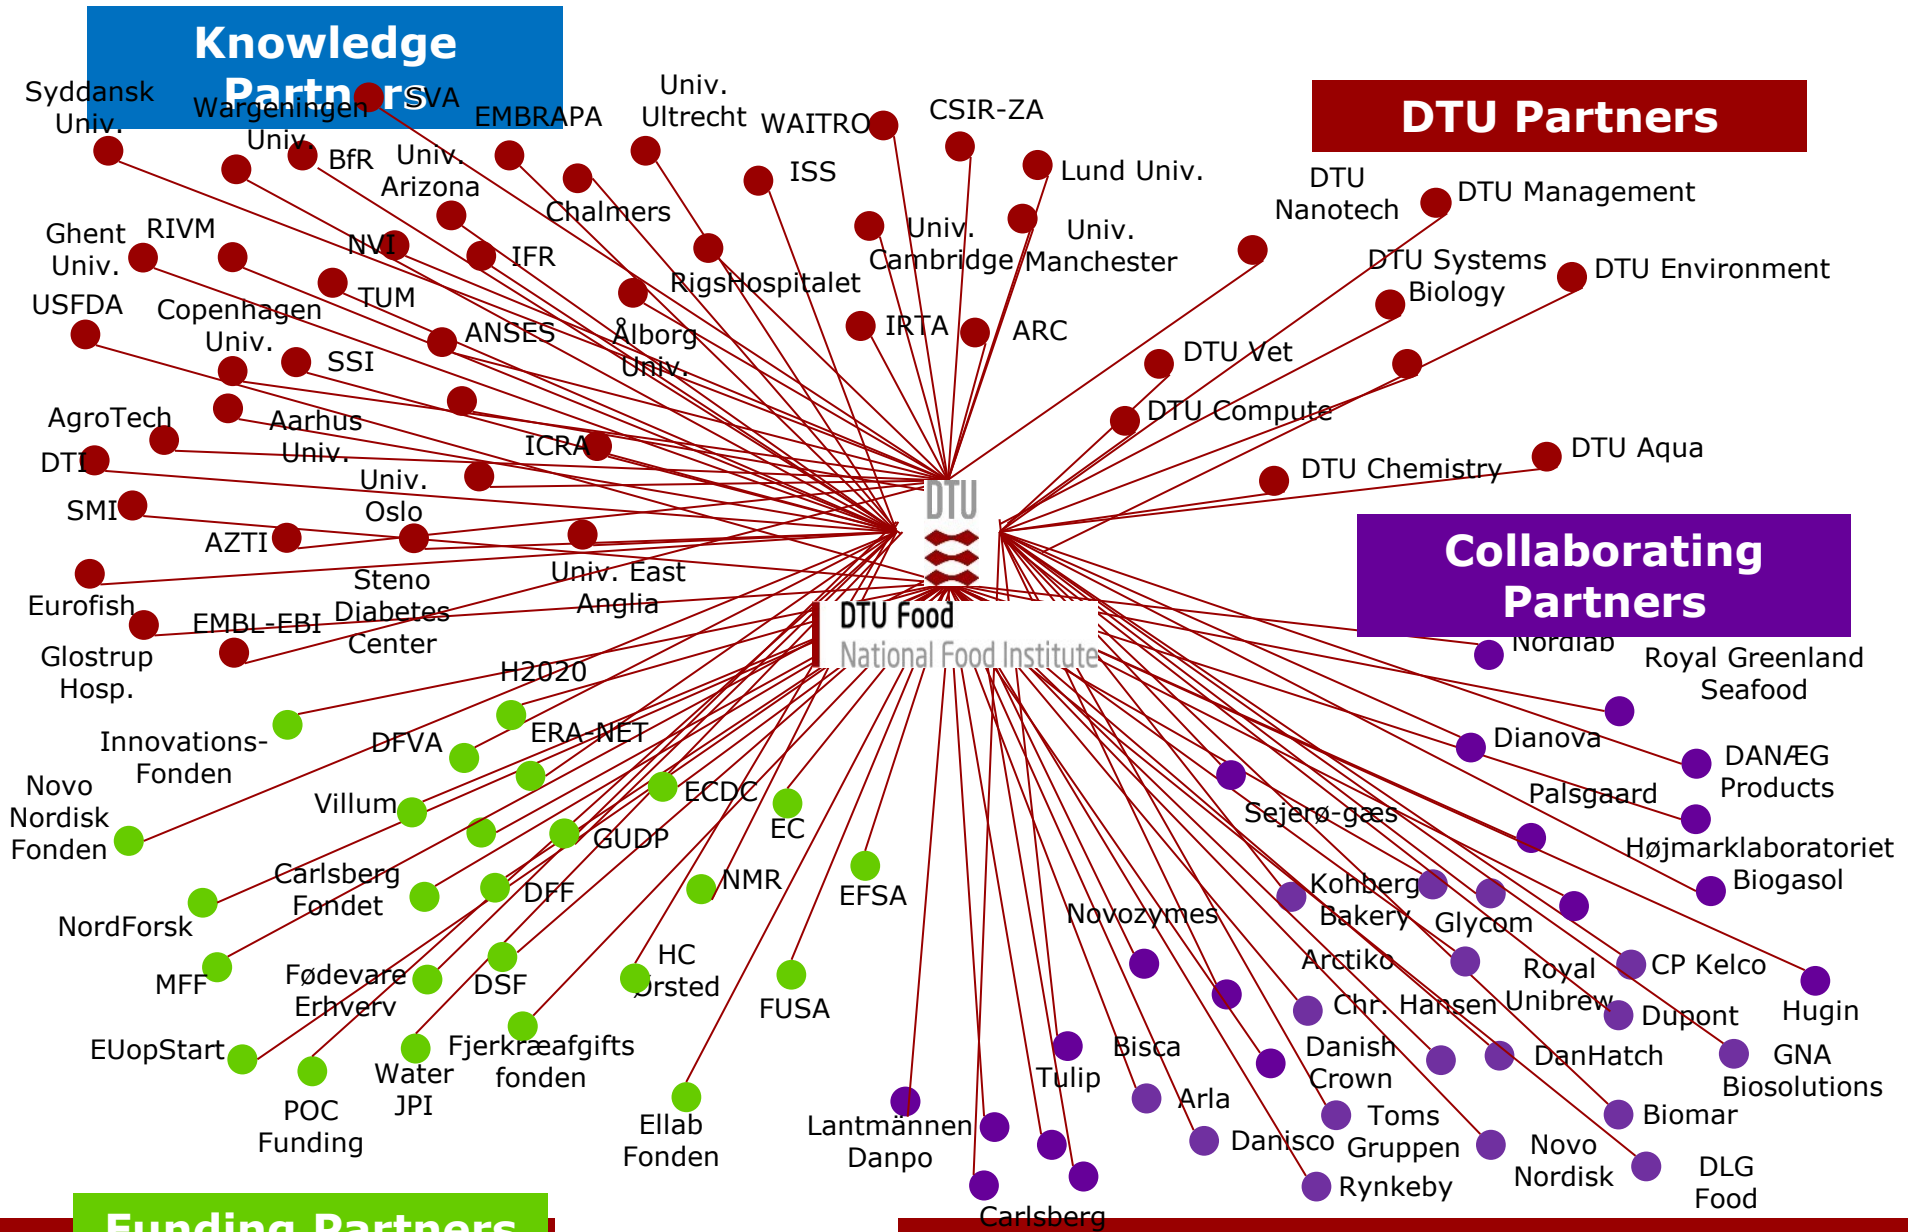 Knowledge
Partners
DTU Partners
Collaborating
Partners
Funding Partners
Syddansk
Univ.
Wargeningen
Univ.
SVA
BfR
Univ.
Arizona
EMBRAPA
Chalmers
Univ.
Ultrecht
WAITRO
ISS
CSIR-ZA
Lund Univ.
Univ.
Cambridge
Univ.
Manchester
Ghent
Univ.
RIVM
NVI
IFR
RigsHospitalet
USFDA
Copenhagen
Univ.
TUM
ANSES
Ålborg
Univ.
IRTA
ARC
SSI
AgroTech
Aarhus
Univ.
ICRA
DTI
Univ.
Oslo
SMI
AZTI
Steno
Diabetes
Center
Univ. East
Anglia
Eurofish
EMBL-EBI
Glostrup
Hosp.
DTU
Nanotech
DTU Management
DTU Systems
Biology
DTU Environment
DTU Vet
DTU Compute
DTU Chemistry
DTU Aqua
DTU
DTU Food
National Food Institute
H2020
Innovations-
Fonden
DFVA
ERA-NET
Novo
Nordisk
Fonden
Villum
ECDC
EC
GUDP
Carlsberg
Fondet
DFF
NMR
EFSA
NordForsk
MFF
Fødevare
Erhverv
DSF
HC
Ørsted
FUSA
EUopStart
POC
Funding
Water
JPI
Fjerkræafgifts
fonden
Ellab
Fonden
Nordlab
Royal Greenland
Seafood
Dianova
DANÆG
Products
Sejerø-gæs
Palsgaard
Højmarklaboratoriet
Biogasol
Kohberg
Bakery
Glycom
Novozymes
Arctiko
Royal
Unibrew
CP Kelco
Hugin
Chr. Hansen
Dupont
Bisca
Tulip
Danish
Crown
DanHatch
GNA
Biosolutions
Lantmännen
Danpo
Arla
Danisco
Toms
Gruppen
Biomar
Novo
Nordisk
DLG
Food
Rynkeby
Carlsberg